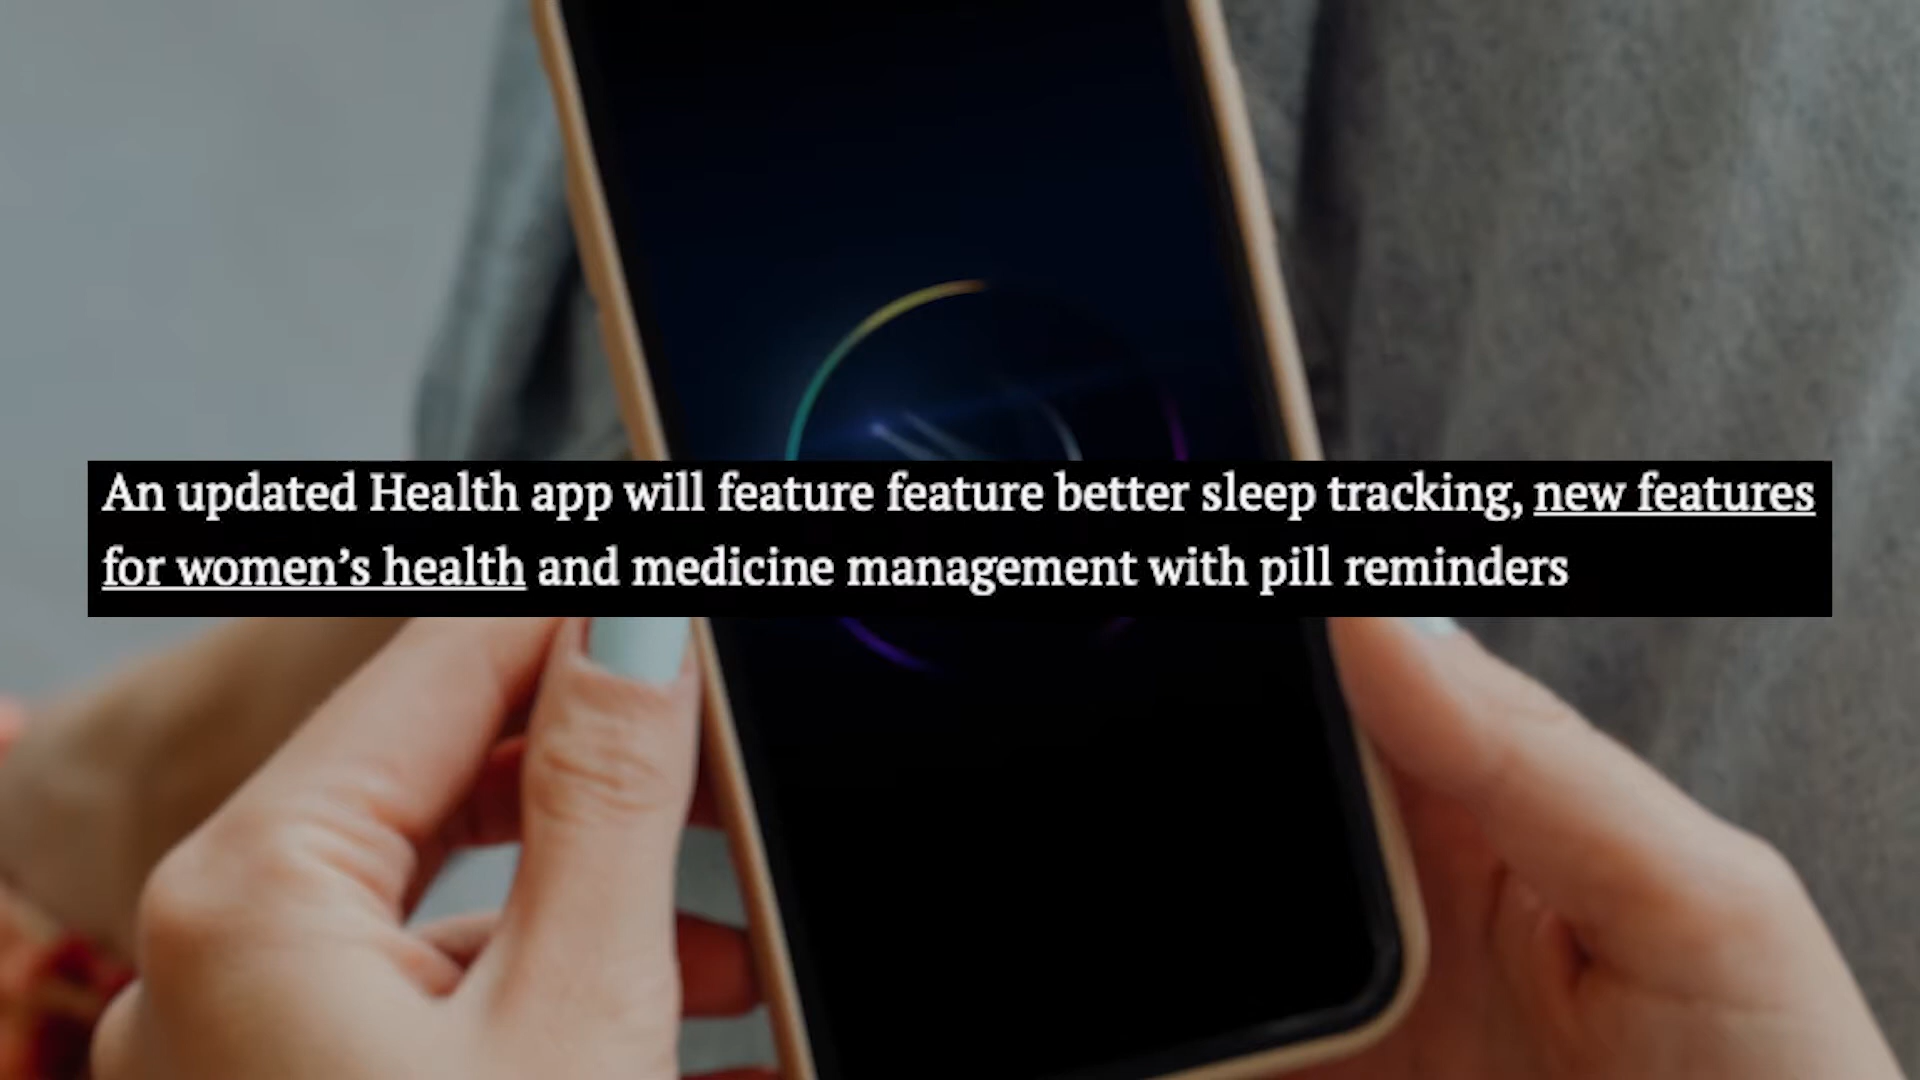 An updated Health app will feature feature better sleep tracking, new features
for women’s health and medicine management with pill reminders